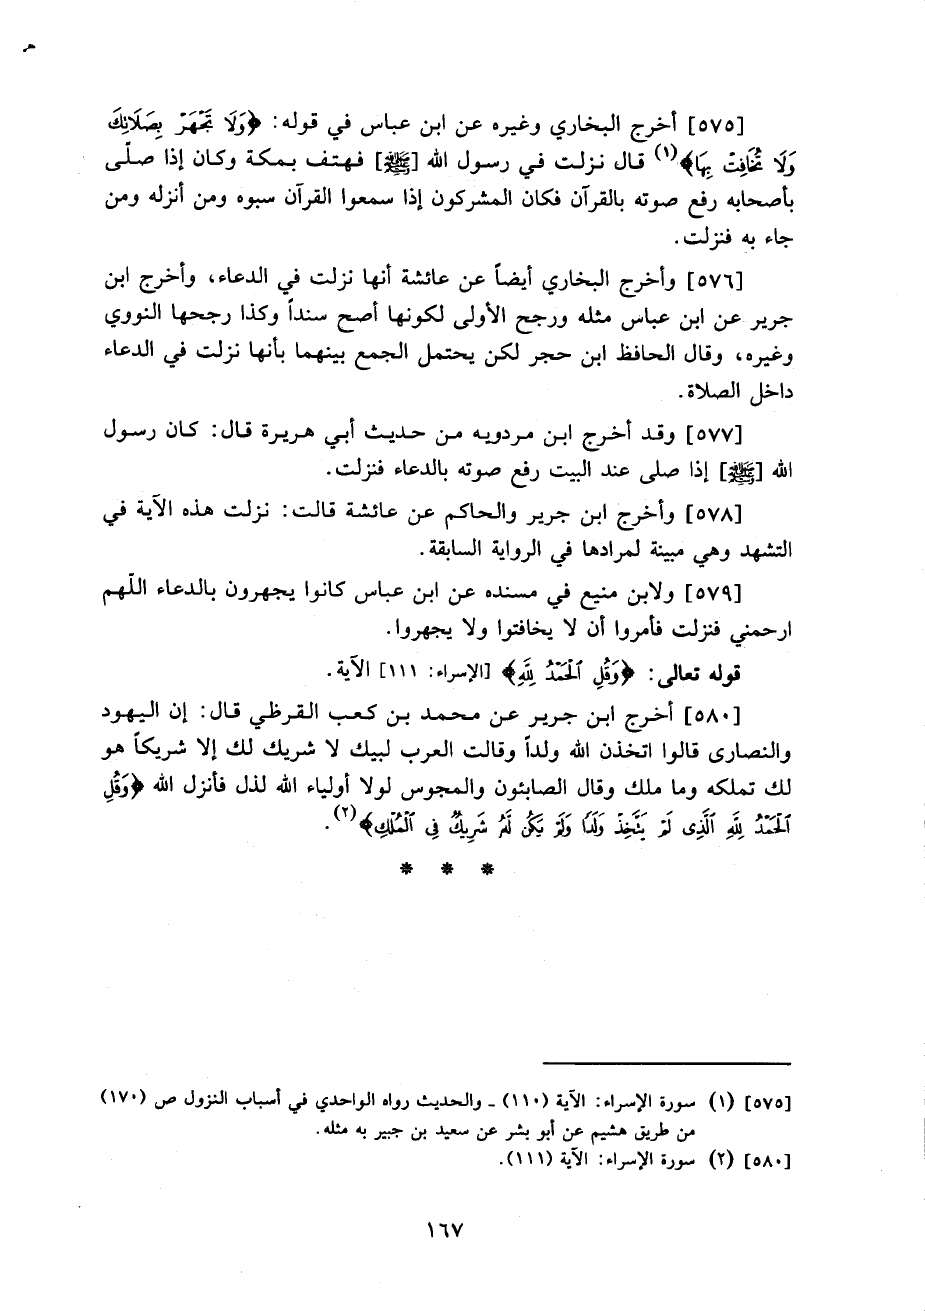 [٥٧٥] أخرج البخاري وغيره عن ابن عباس في قوله: ﴿وَلَا تَجْهَرْ بِصَلَاتِكَ
وَلَا تُخَافِتْ بِهَا﴾(١) قال نزلت في رسول الله [ﷺ] فهتف بمكة وكان إذا صلّى
بأصحابه رفع صوته بالقرآن فكان المشركون إذا سمعوا القرآن سبوه ومن أنزله ومن
جاء به فنزلت.
[٥٧٦] وأخرج البخاري أيضاً عن عائشة أنها نزلت في الدعاء، وأخرج ابن
جرير عن ابن عباس مثله ورجح الأولى لكونها أصح سنداً وكذا رجحها النووي
وغيره، وقال الحافظ ابن حجر لكن يحتمل الجمع بينهما بأنها نزلت في الدعاء
داخل الصلاة.
[٥٧٧] وقد أخرج ابن مردويه من حديث أبي هريرة قال: كان رسول
الله [ﷺ] إذا صلى عند البيت رفع صوته بالدعاء فنزلت.
[٥٧٨] وأخرج ابن جرير والحاكم عن عائشة قالت: نزلت هذه الآية في
التشهد وهي مبينة لمرادها في الرواية السابقة.
[٥٧٩] ولابن منيع في مسنده عن ابن عباس كانوا يجهرون بالدعاء اللّهم
ارحمني فنزلت فأمروا أن لا يخافتوا ولا يجهروا.
قوله تعالى: ﴿وَقُلِ ٱلْحَمْدُ لِلَّهِ﴾ [الإسراء: ١١١] الآية.
[٥٨٠] أخرج ابن جرير عن محمد بن كعب القرظي قال: إن اليهود
والنصارى قالوا اتخذن الله ولداً وقالت العرب لبيك لا شريك لك إلا شريكاً هو
لك تملكه وما ملك وقال الصابئون والمجوس لولا أولياء الله لذل فأنزل الله ﴿وَقُلِ
ٱلْحَمْدُ لِلَّهِ ٱلَّذِى لَمْ يَتَّخِذْ وَلَدًا وَلَمْ يَكُن لَّهُ شَرِيكٌ فِى ٱلْمُلْكِ﴾(٢).
* * *
[٥٧٥] (١) سورة الإسراء: الآية (١١٠) ـ والحديث رواه الواحدي في أسباب النزول ص (١٧٠)
من طريق هشيم عن أبو بشر عن سعيد بن جبير به مثله.
[٥٨٠] (٢) سورة الإسراء: الآية (١١١).
١٦٧